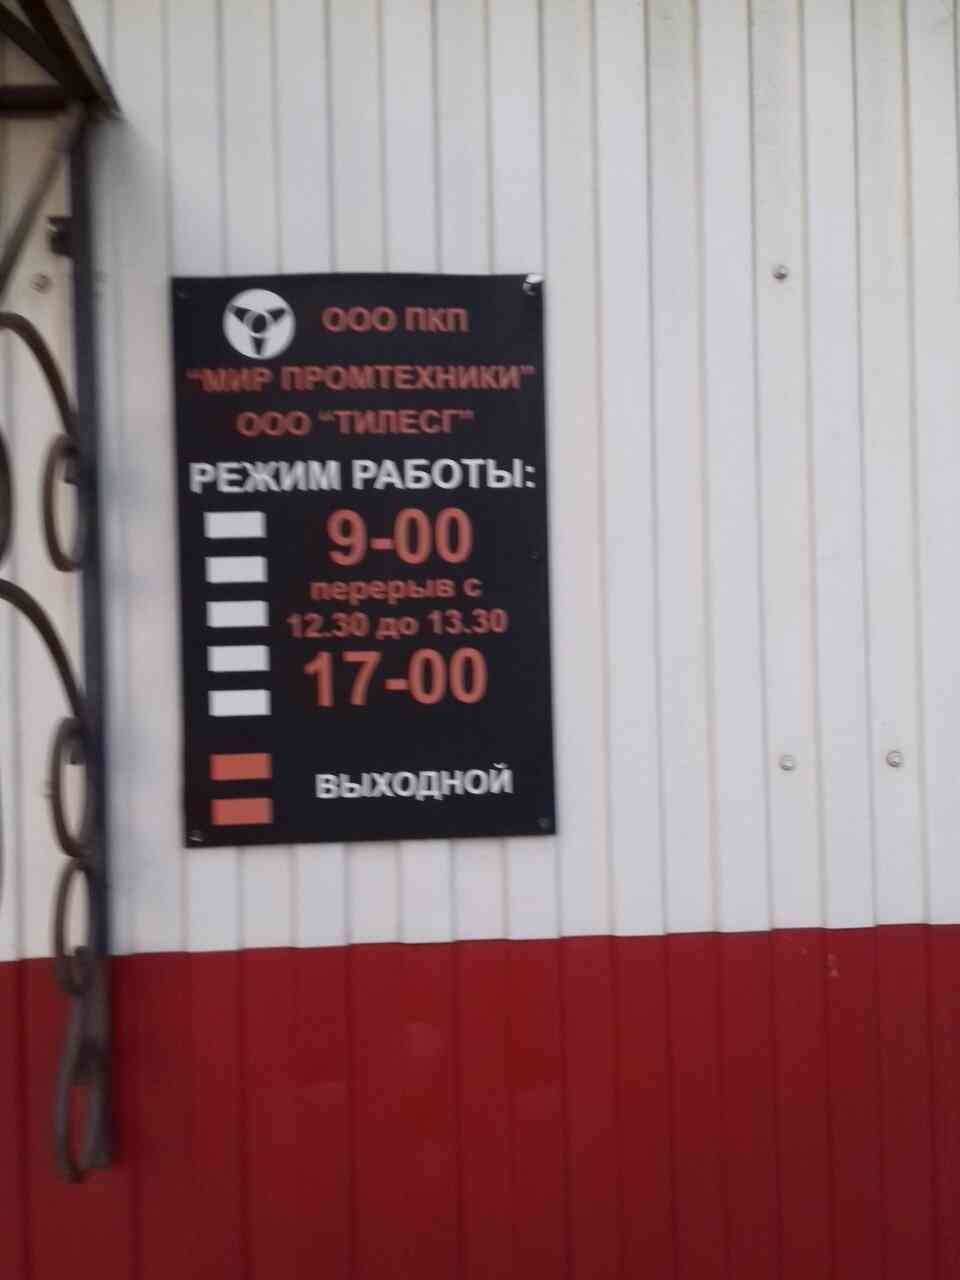 ООО ПКП
"МИР ПРОМТЕХНИКИ"
ООО "ТИЛЕСГ"
РЕЖИМ РАБОТЫ:
9-00
перерыв с
12.30 до 13.30
17-00
ВЫХОДНОЙ